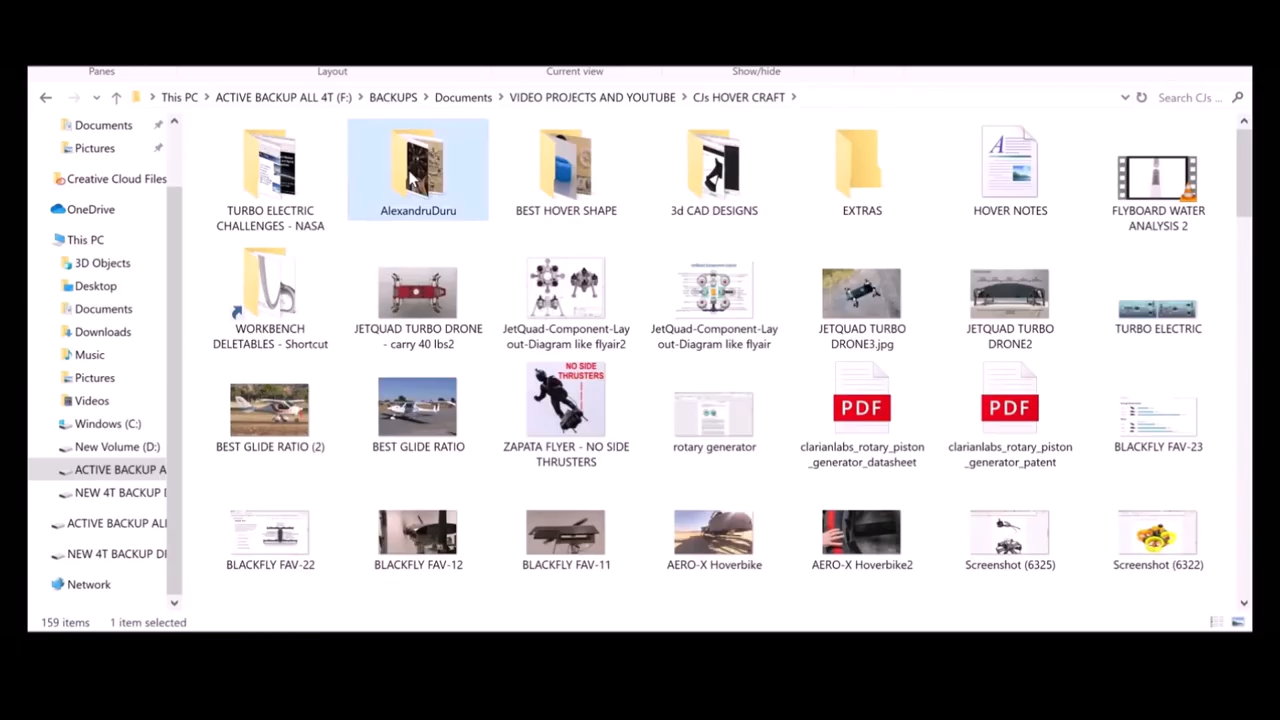 Panes Layout Current view Show/hide
This PC ACTIVE BACKUP ALL 4T (F:) BACKUPS Documents VIDEO PROJECTS AND YOUTUBE CJs HOVER CRAFT Search CJs ...
Documents
Pictures
Creative Cloud Files
OneDrive
This PC
3D Objects
Desktop
Documents
Downloads
Music
Pictures
Videos
Windows (C:)
New Volume (D:)
ACTIVE BACKUP A
NEW 4T BACKUP D
ACTIVE BACKUP ALL
NEW 4T BACKUP DI
Network
TURBO ELECTRIC
CHALLENGES - NASA
AlexandruDuru
BEST HOVER SHAPE
3d CAD DESIGNS
EXTRAS
HOVER NOTES
FLYBOARD WATER
ANALYSIS 2
WORKBENCH
DELETABLES - Shortcut
JETQUAD TURBO DRONE
- carry 40 lbs2
JetQuad-Component-Lay
out-Diagram like flyair2
JetQuad-Component-Lay
out-Diagram like flyair
JETQUAD TURBO
DRONE3.jpg
JETQUAD TURBO
DRONE2
TURBO ELECTRIC
BEST GLIDE RATIO (2)
BEST GLIDE RATIO
NO SIDE
THRUSTERS
ZAPATA FLYER - NO SIDE
THRUSTERS
rotary generator
PDF
clarianlabs_rotary_piston
_generator_datasheet
PDF
clarianlabs_rotary_piston
_generator_patent
BLACKFLY FAV-23
BLACKFLY FAV-22
BLACKFLY FAV-12
BLACKFLY FAV-11
AERO-X Hoverbike
AERO-X Hoverbike2
Screenshot (6325)
Screenshot (6322)
159 items 1 item selected